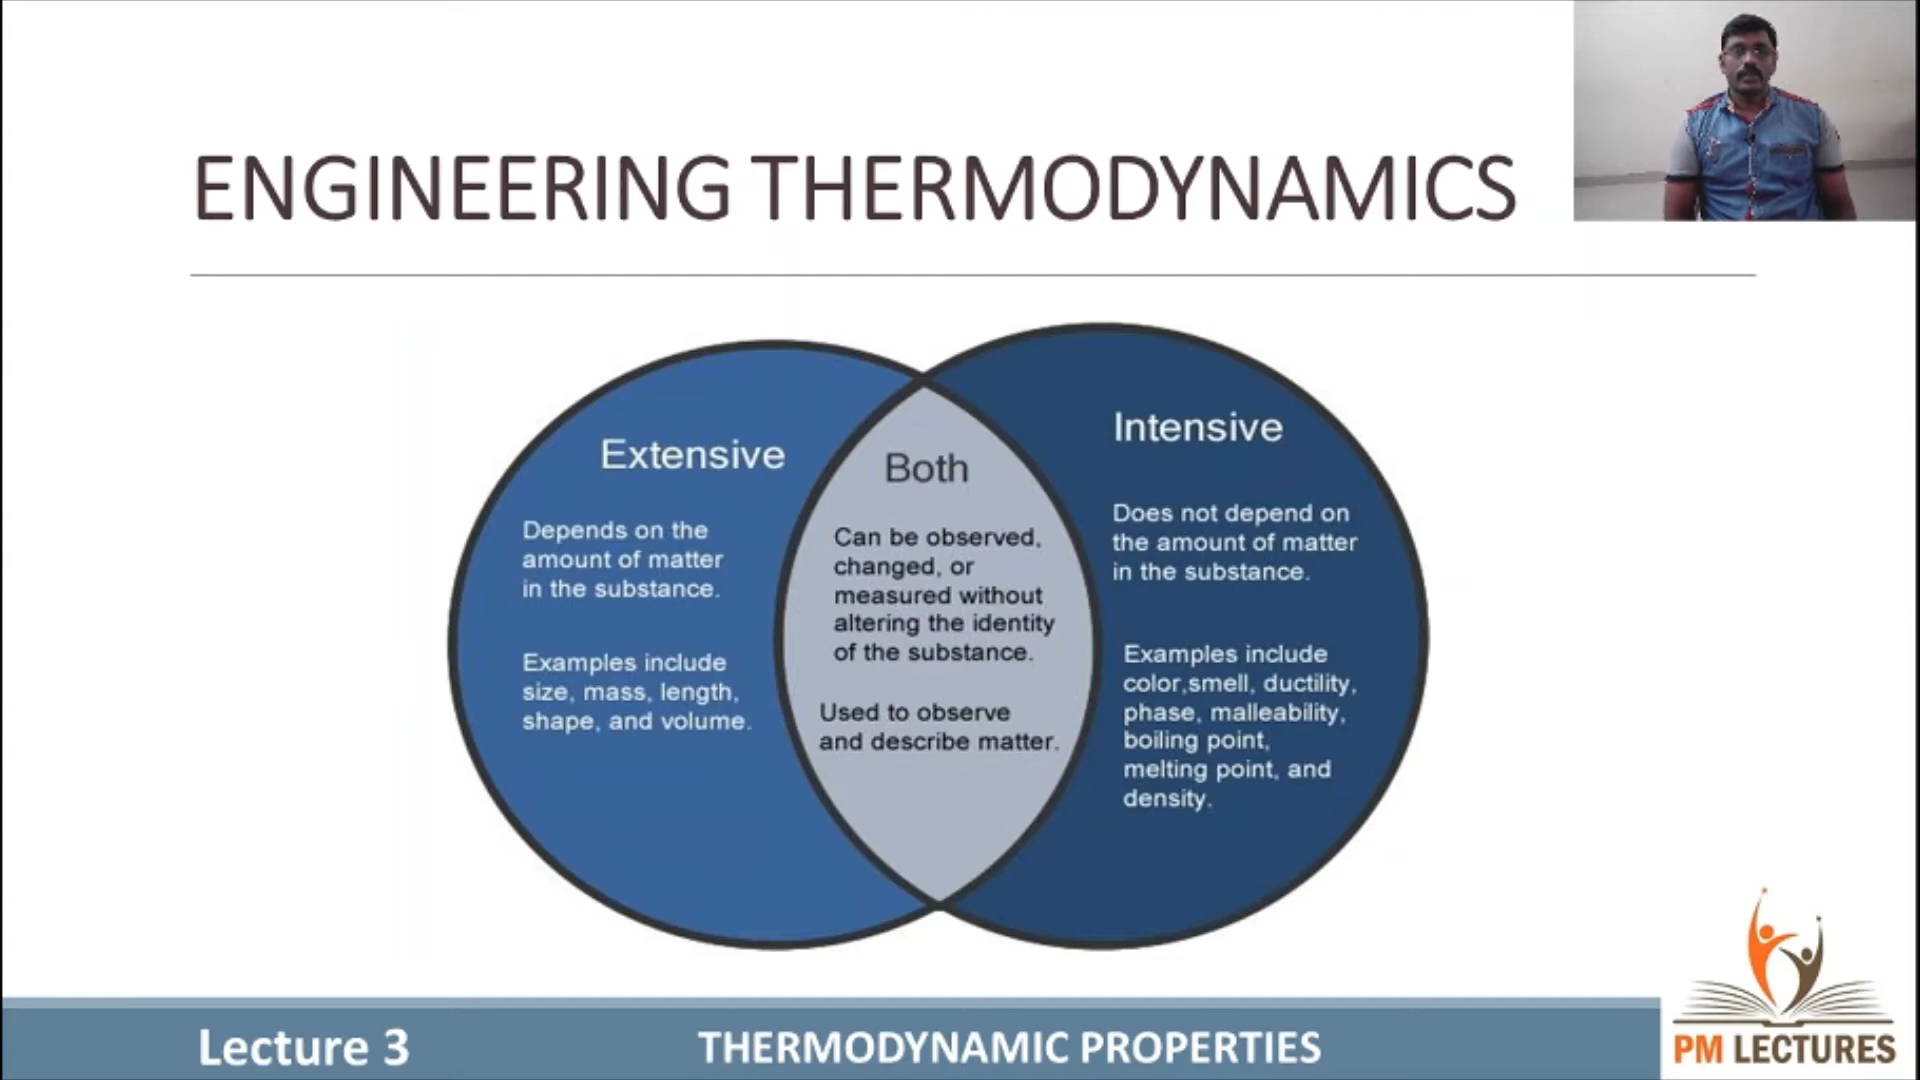 ENGINEERING THERMODYNAMICS
Extensive
Depends on the
amount of matter
in the substance.
Examples include
size, mass, length,
shape, and volume.
Both
Can be observed,
changed, or
measured without
altering the identity
of the substance.
Used to observe
and describe matter.
Intensive
Does not depend on
the amount of matter
in the substance.
Examples include
color,smell, ductility,
phase, malleability,
boiling point,
melting point, and
density.
Lecture 3
THERMODYNAMIC PROPERTIES
PM LECTURES